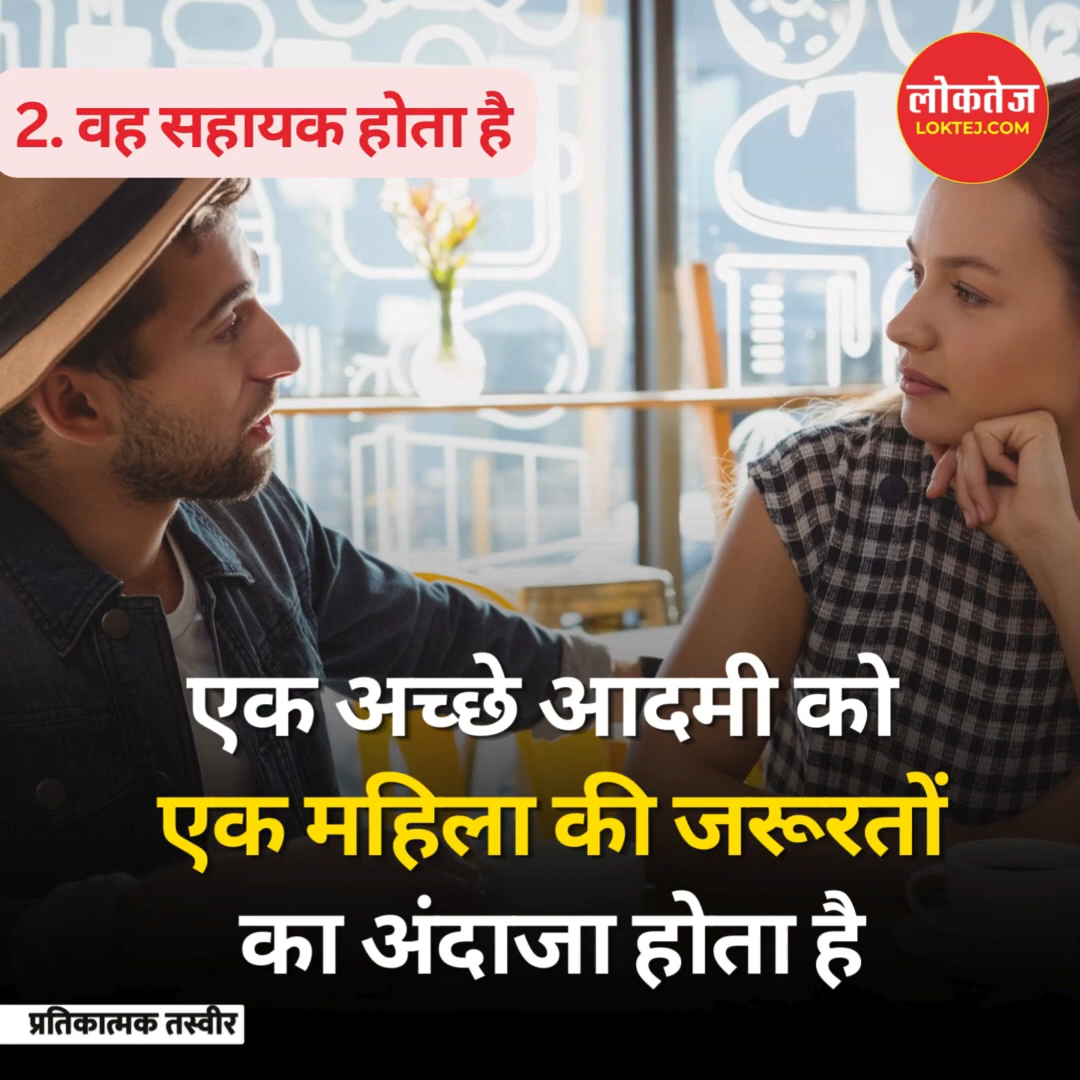 2. वह सहायक होता है
लोकतेज
LOKTEJ.COM
एक अच्छे आदमी को
एक महिला की जरूरतों
का अंदाजा होता है
प्रतिकात्मक तस्वीर